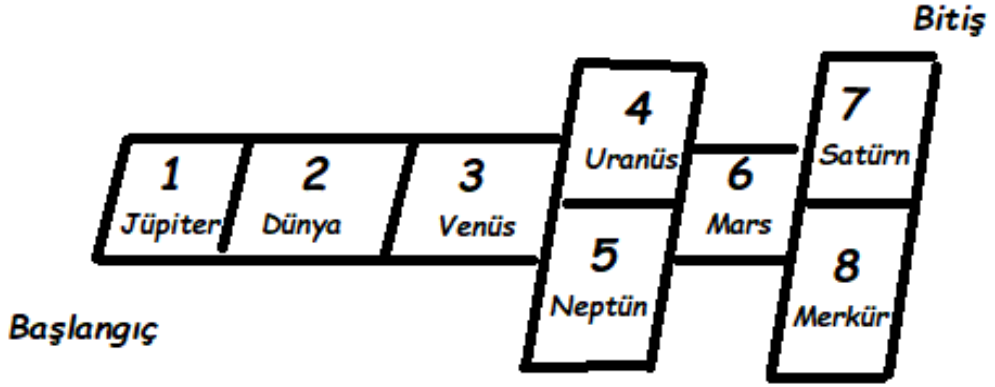 Bitiş
4
Uranüs
7
Satürn
1
Jüpiter
2
Dünya
3
Venüs
6
Mars
5
Neptün
8
Merkür
Başlangıç